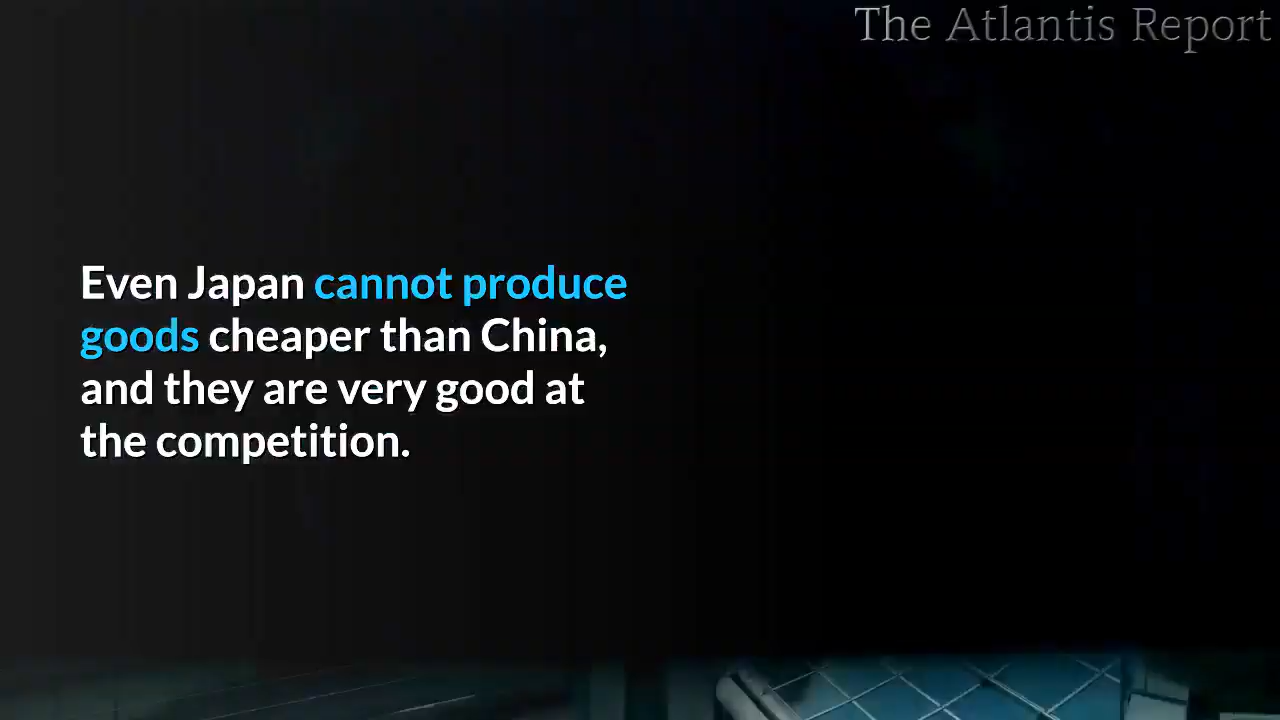 The Atlantis Report
Even Japan cannot produce
goods cheaper than China,
and they are very good at
the competition.